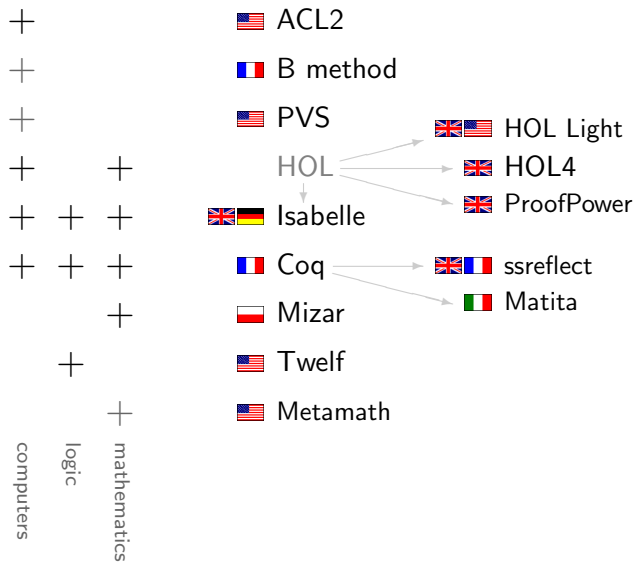 ACL2
B method
PVS
HOL Light
HOL
HOL4
ProofPower
Isabelle
Coq
ssreflect
Matita
Mizar
Twelf
Metamath
computers
logic
mathematics